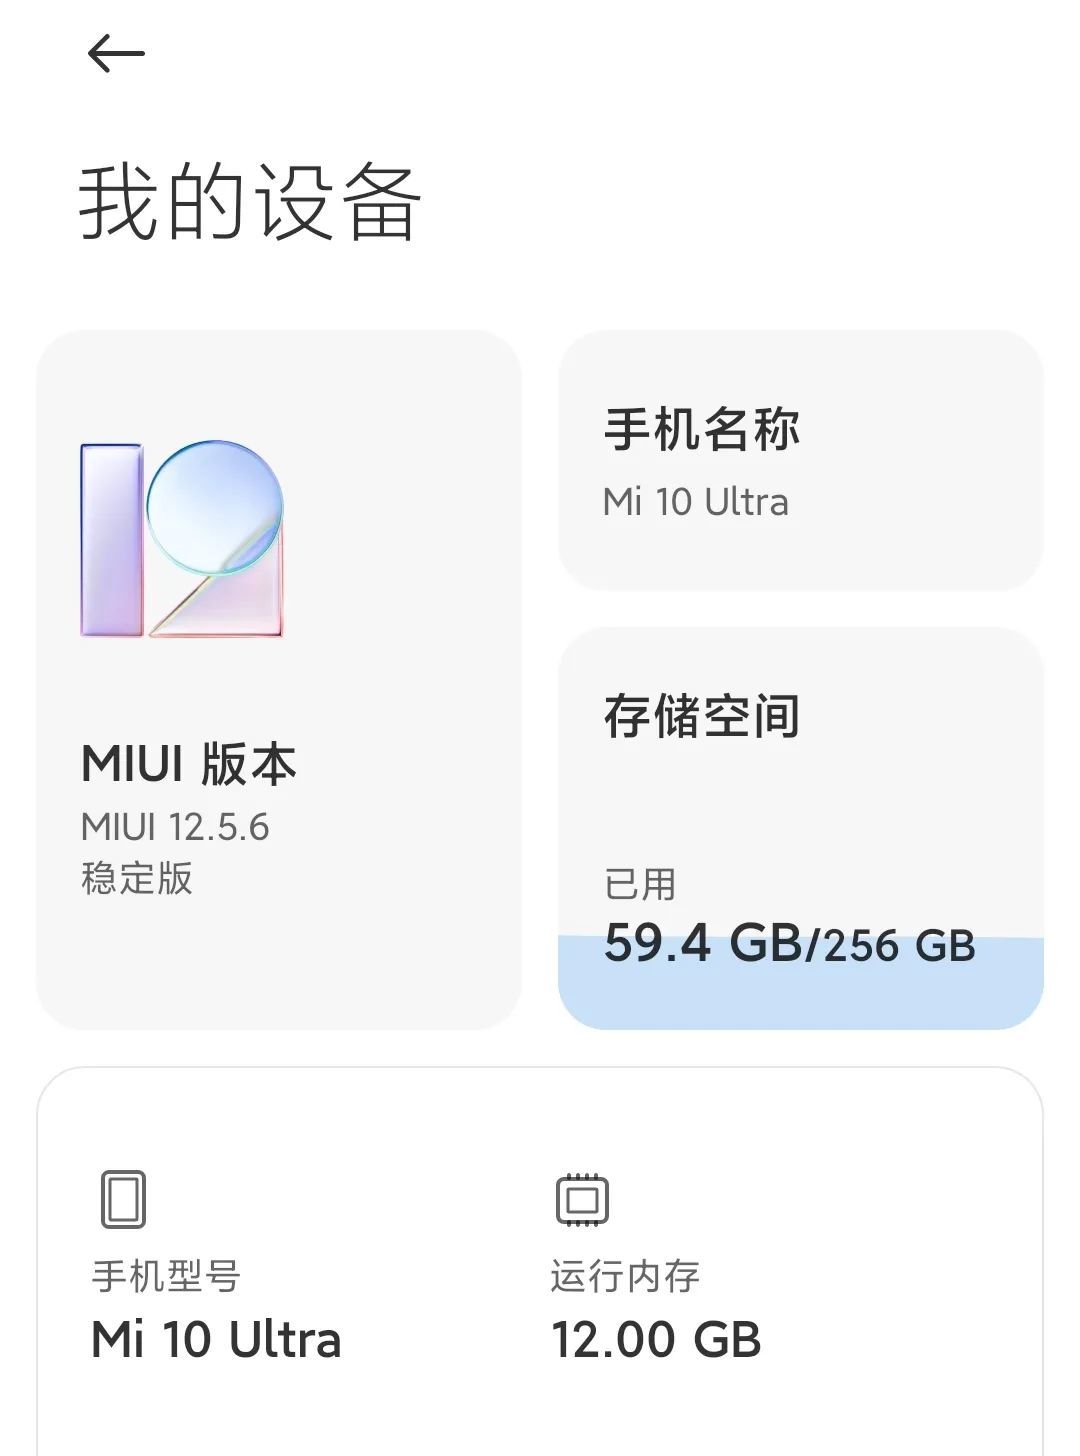 我的设备
12
MIUI 版本
MIUI 12.5.6
稳定版
手机名称
Mi 10 Ultra
存储空间
已用
59.4 GB/256 GB
手机型号
Mi 10 Ultra
运行内存
12.00 GB